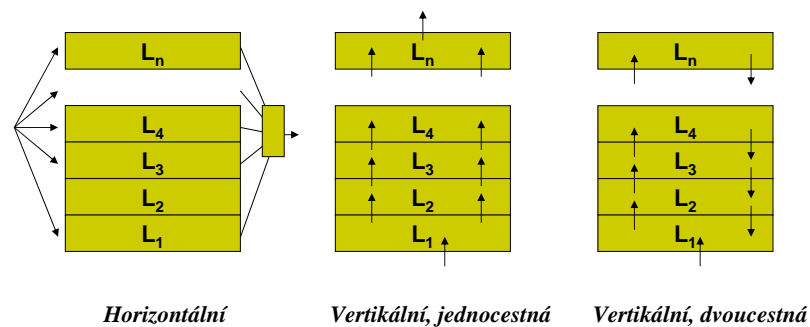 Lₙ Lₙ Lₙ
L₄ L₄ L₄
L₃ L₃ L₃
L₂ L₂ L₂
L₁ L₁ L₁
Horizontální Vertikální, jednocestná Vertikální, dvoucestná